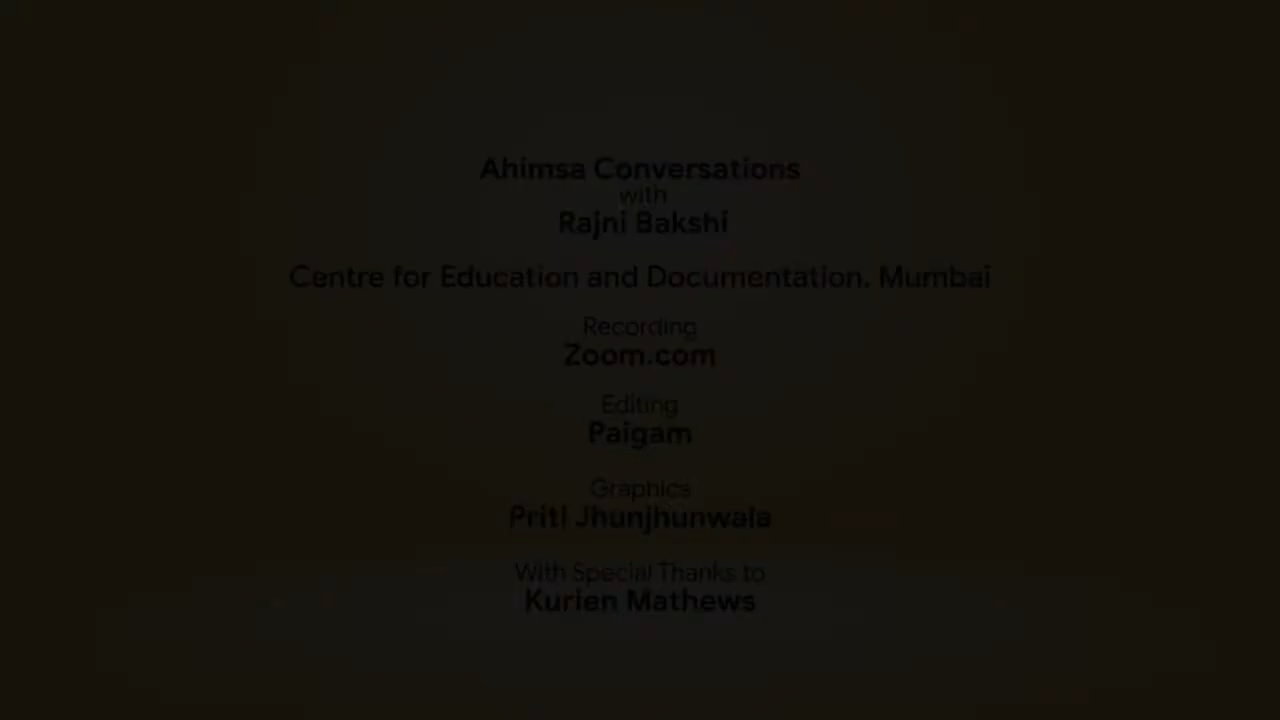 Ahimsa Conversations
with
Rajni Bakshi
Centre for Education and Documentation, Mumbai
Recording
Zoom.com
Editing
Paigam
Graphics
Priti Jhunjhunwala
With Special Thanks to
Kurien Mathews